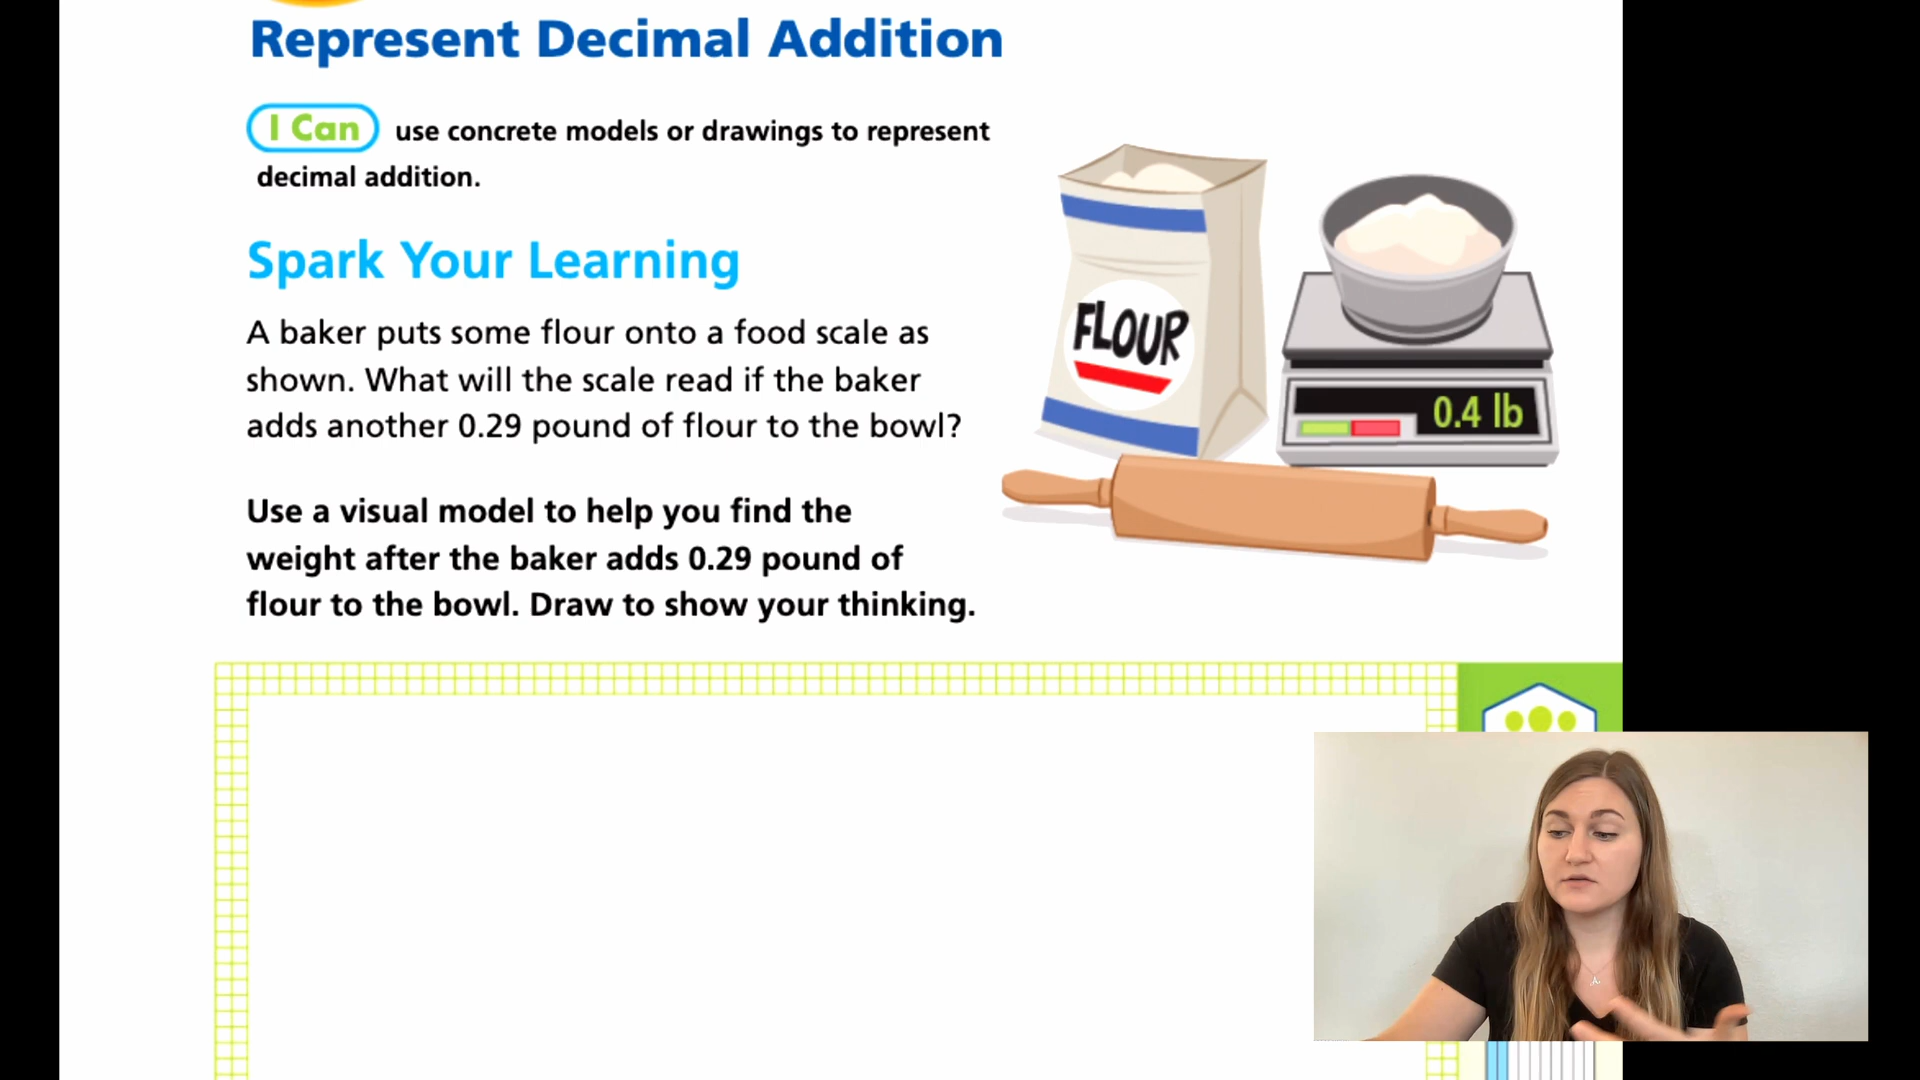 Represent Decimal Addition
I Can use concrete models or drawings to represent
decimal addition.
Spark Your Learning
A baker puts some flour onto a food scale as
shown. What will the scale read if the baker
adds another 0.29 pound of flour to the bowl?
Use a visual model to help you find the
weight after the baker adds 0.29 pound of
flour to the bowl. Draw to show your thinking.
FLOUR
0.4 lb